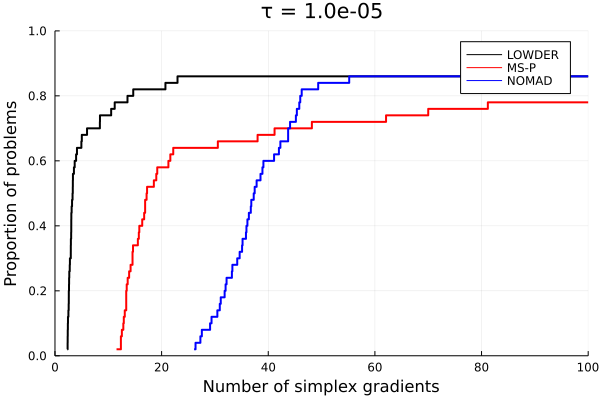 τ = 1.0e-05
Proportion of problems
1.0
0.8
0.6
0.4
0.2
0.0
LOWDER
MS-P
NOMAD
0 20 40 60 80 100
Number of simplex gradients